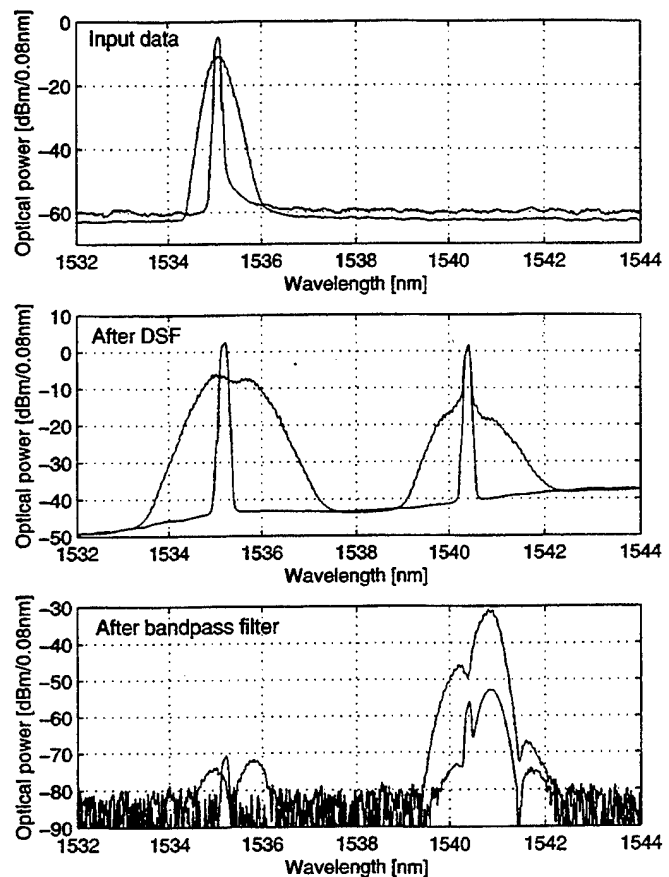 Input data
Optical power [dBm/0.08nm]
0
−20
−40
−60
1532 1534 1536 1538 1540 1542 1544
Wavelength [nm]
After DSF
Optical power [dBm/0.08nm]
10
0
−10
−20
−30
−40
−50
1532 1534 1536 1538 1540 1542 1544
Wavelength [nm]
After bandpass filter
Optical power [dBm/0.08nm]
−30
−40
−50
−60
−70
−80
−90
1532 1534 1536 1538 1540 1542 1544
Wavelength [nm]